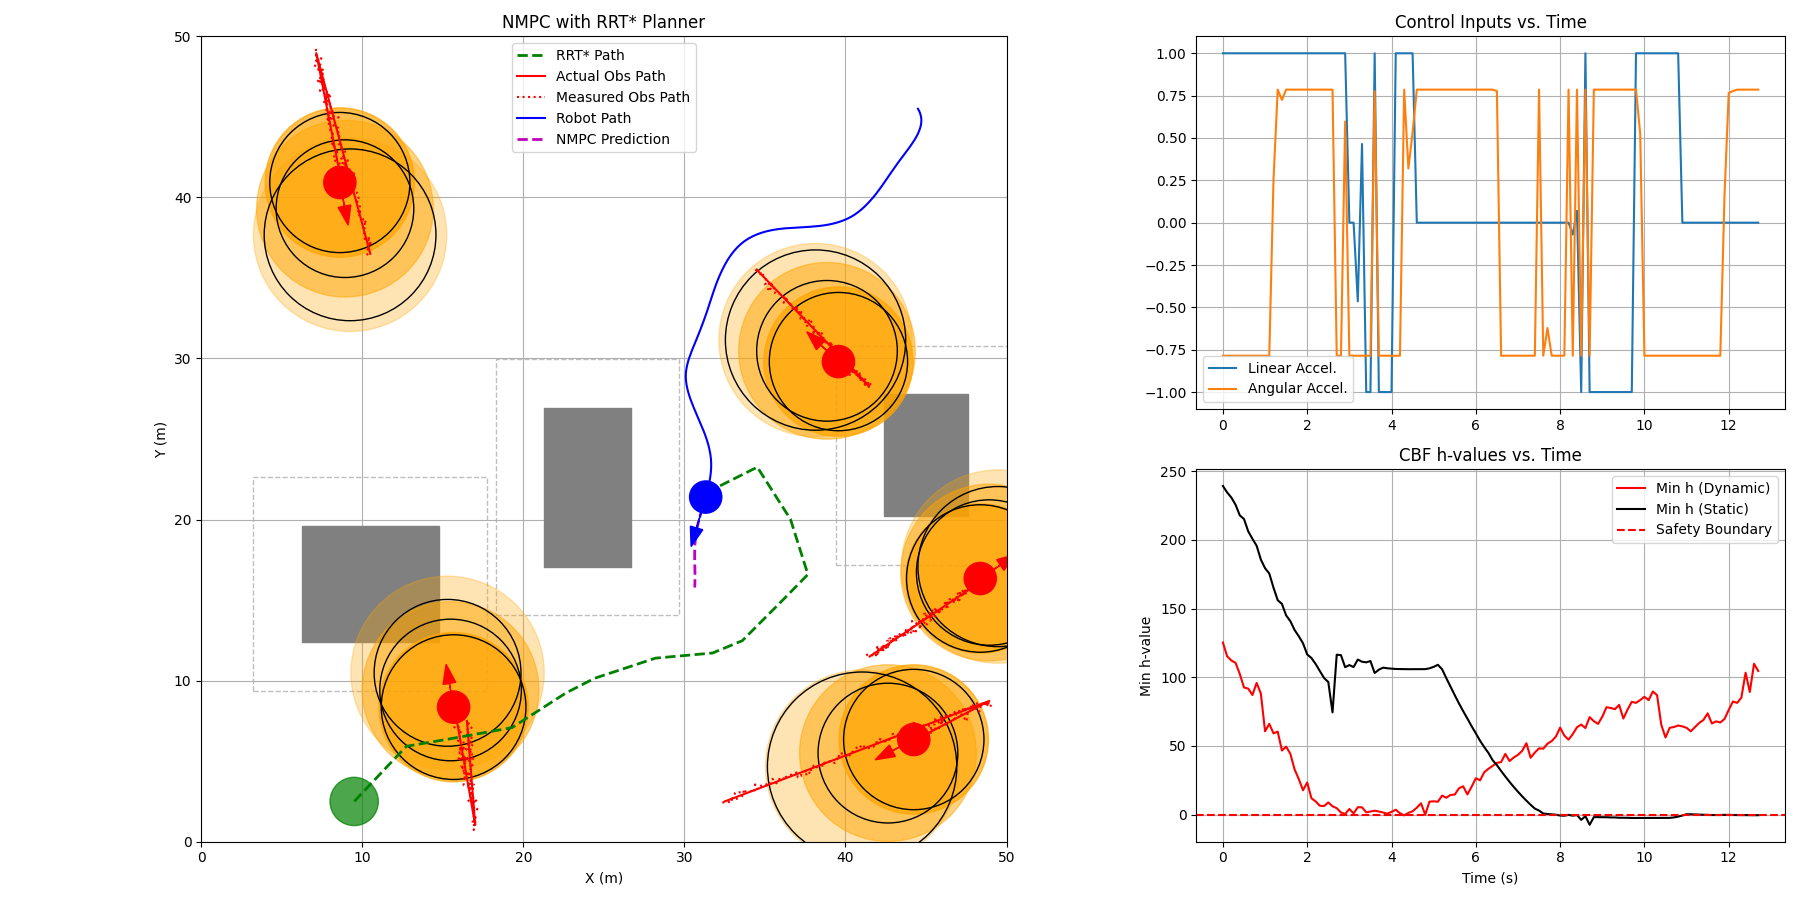 NMPC with RRT* Planner
RRT* Path
Actual Obs Path
Measured Obs Path
Robot Path
NMPC Prediction
50
40
30
20
10
0
0 10 20 30 40 50
Y (m)
X (m)
Control Inputs vs. Time
1.00
0.75
0.50
0.25
0.00
−0.25
−0.50
−0.75
−1.00
Linear Accel.
Angular Accel.
0 2 4 6 8 10 12
CBF h-values vs. Time
250
200
150
100
50
0
Min h-value
Min h (Dynamic)
Min h (Static)
Safety Boundary
0 2 4 6 8 10 12
Time (s)